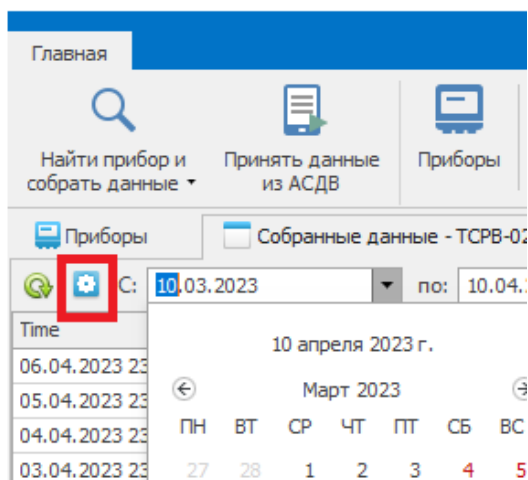 Главная
Найти прибор и
собрать данные
Принять данные
из АСДВ
Приборы
Приборы
Собранные данные - ТСРВ-02
С: 10.03.2023 по: 10.04.
Time
10 апреля 2023 г.
06.04.2023 23
Март 2023
05.04.2023 23
ПН ВТ СР ЧТ ПТ СБ ВС
04.04.2023 23
27 28 1 2 3 4 5
03.04.2023 23